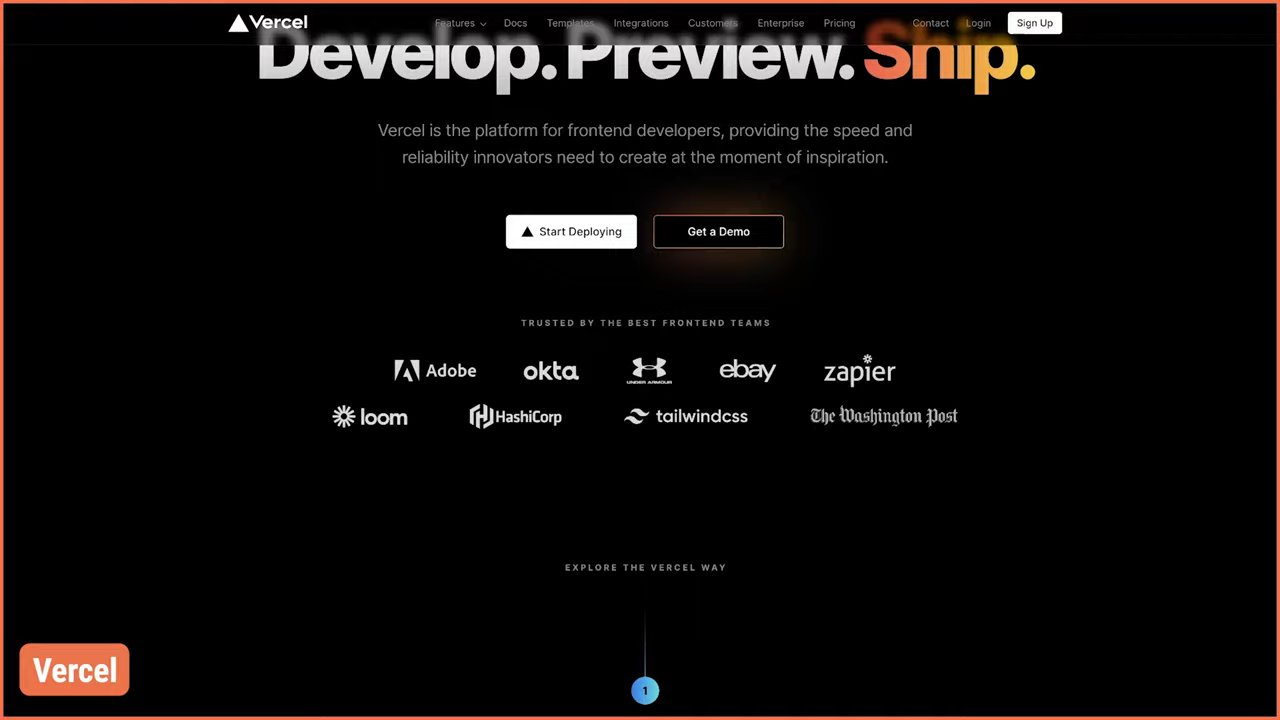 Vercel Features Docs Templates Integrations Customers Enterprise Pricing Contact Login Sign Up
Develop. Preview. Ship.
Vercel is the platform for frontend developers, providing the speed and
reliability innovators need to create at the moment of inspiration.
Start Deploying Get a Demo
TRUSTED BY THE BEST FRONTEND TEAMS
Adobe okta UNDER ARMOUR ebay zapier
loom HashiCorp tailwindcss The Washington Post
EXPLORE THE VERCEL WAY
Vercel
1